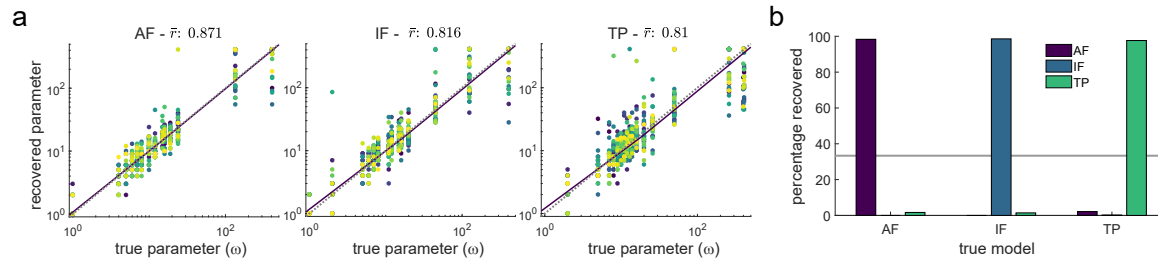 a
AF - r̄: 0.871
IF - r̄: 0.816
TP - r̄: 0.81
recovered parameter
10² 10¹ 10⁰
10⁰ 10¹ 10²
10² 10¹ 10⁰
10⁰ 10¹ 10²
10² 10¹ 10⁰
10⁰ 10¹ 10²
true parameter (ω)
true parameter (ω)
true parameter (ω)
b
percentage recovered
100
80
60
40
20
0
AF
IF
TP
AF IF TP
true model